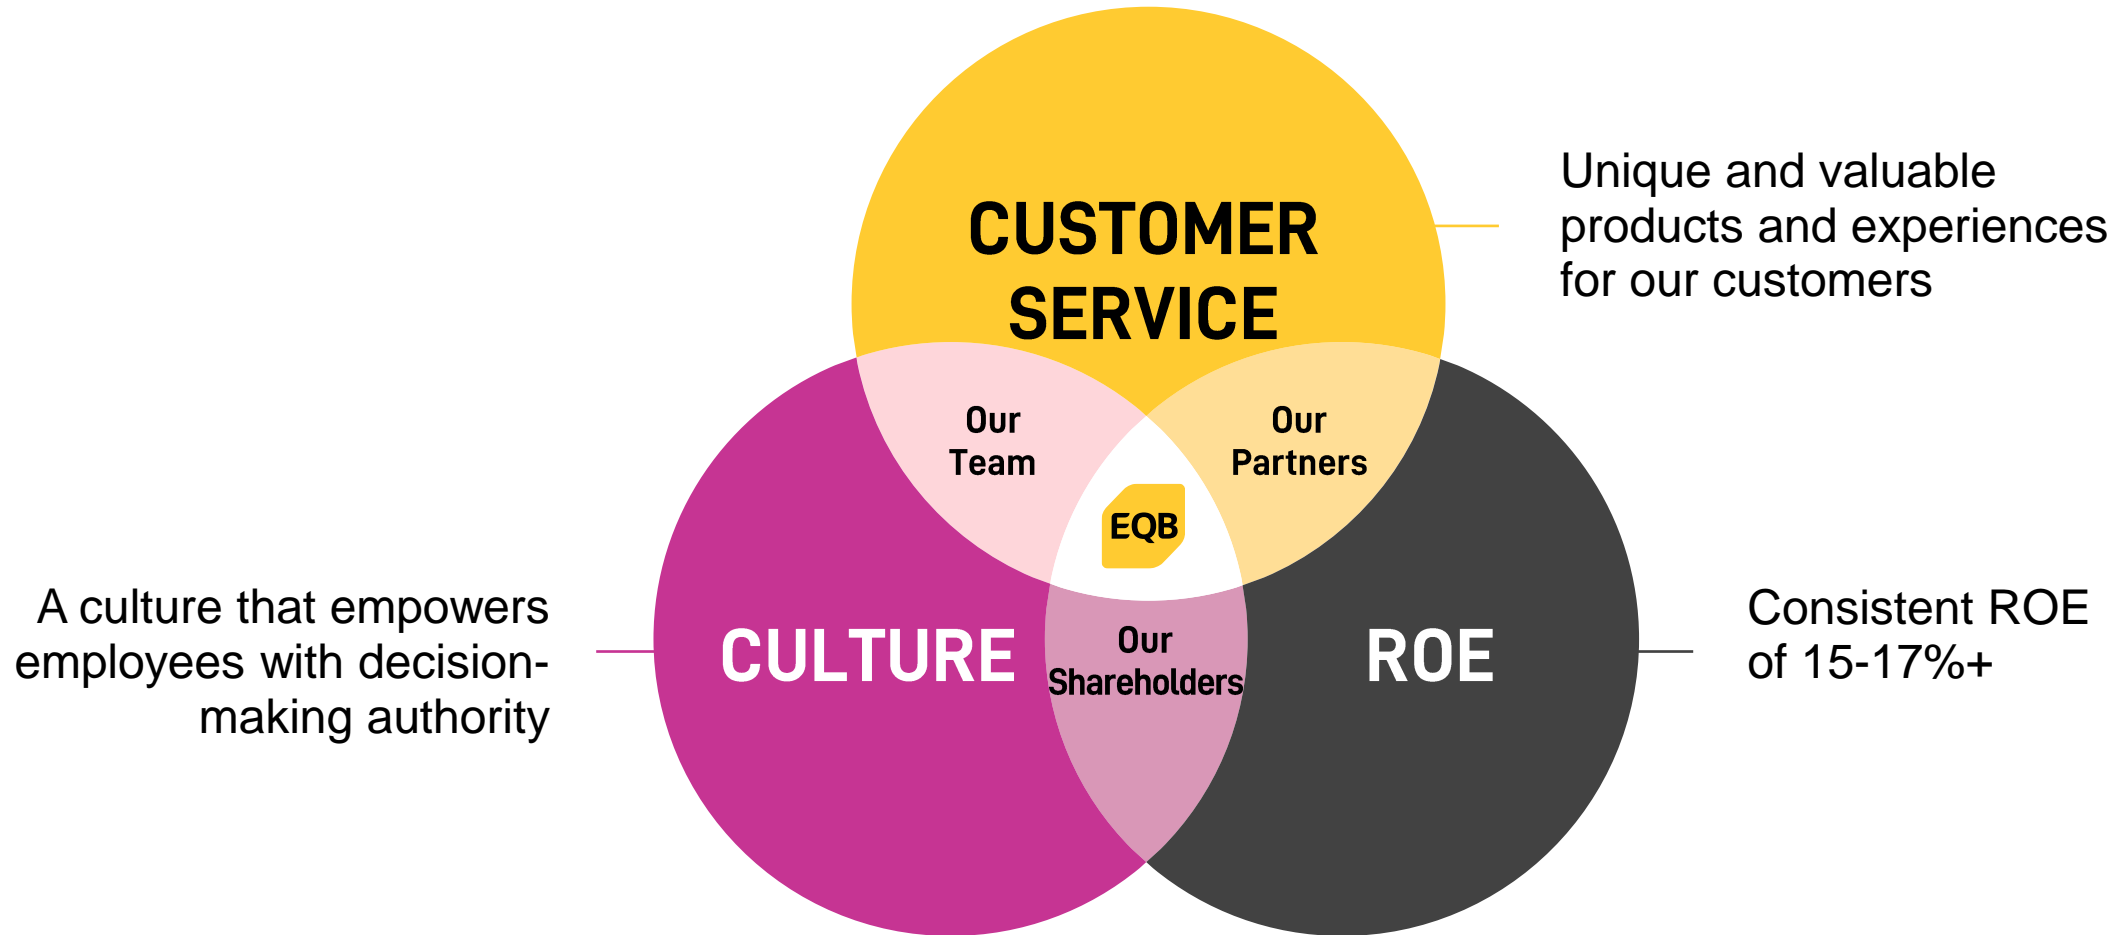 CUSTOMER
SERVICE
Unique and valuable
products and experiences
for our customers
Our
Team
Our
Partners
EQB
A culture that empowers
employees with decision-
making authority
CULTURE
Our
Shareholders
ROE
Consistent ROE
of 15-17%+